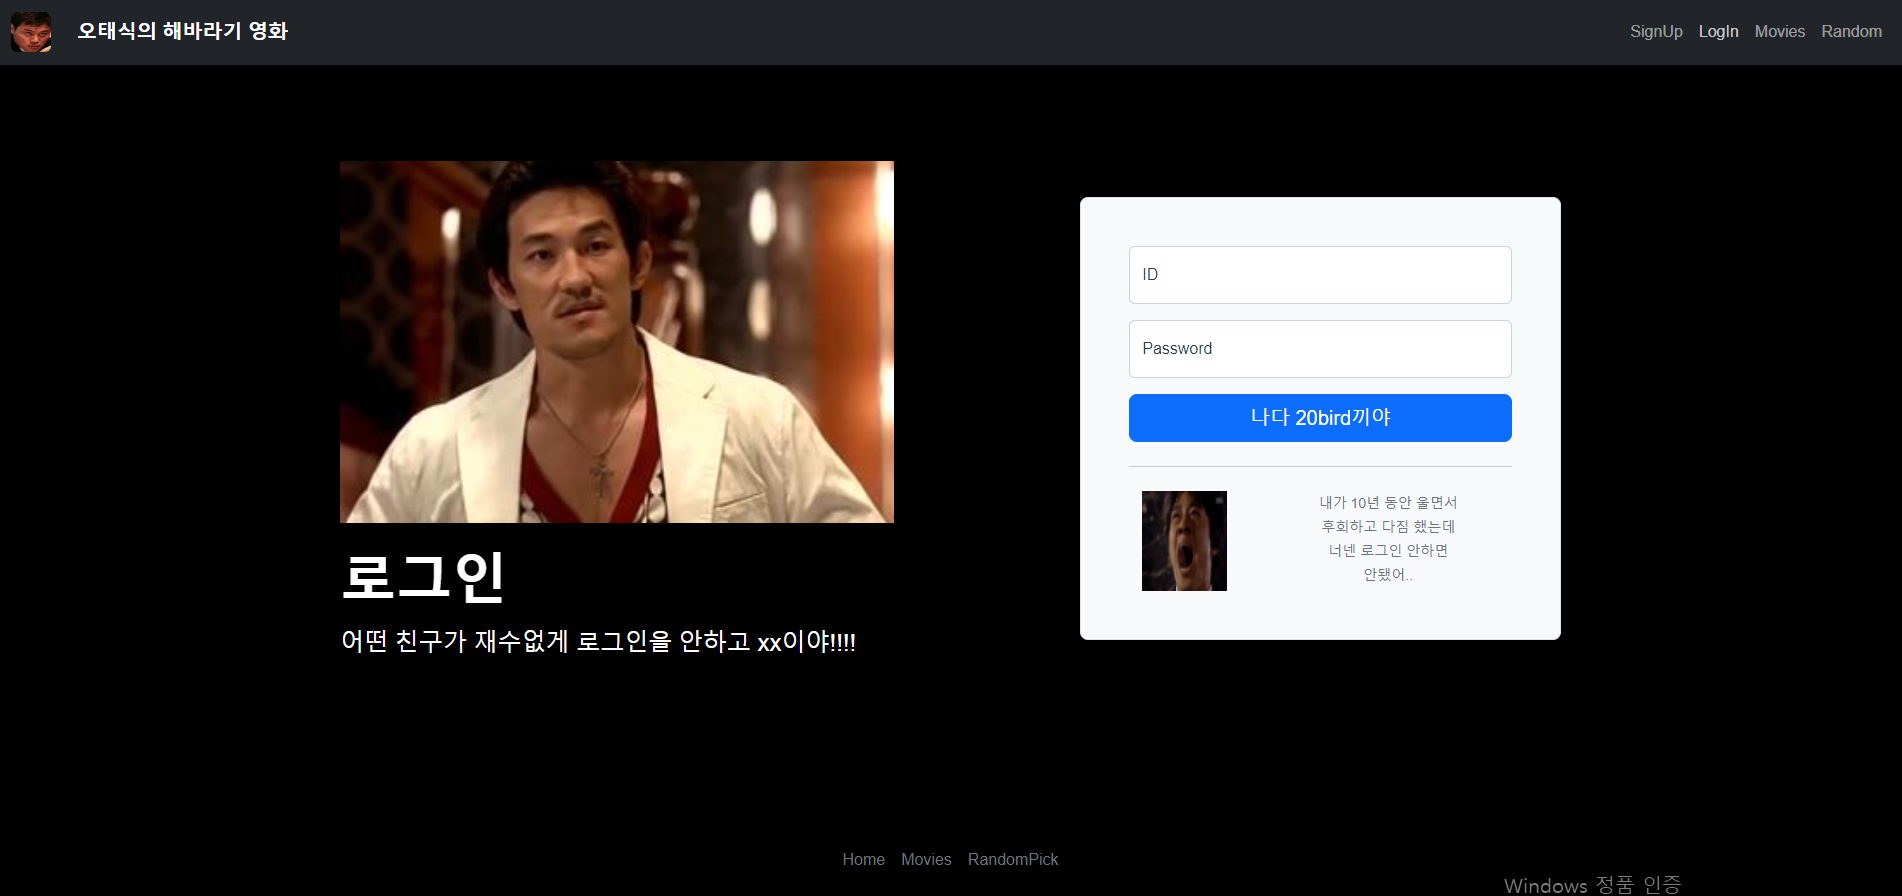 오태식의 해바라기 영화
SignUp LogIn Movies Random
ID
Password
나다 20bird끼야
내가 10년 동안 울면서
후회하고 다짐 했는데
너넨 로그인 안하면
안됐어..
로그인
어떤 친구가 재수없게 로그인을 안하고 xx이야!!!!
Home Movies RandomPick
Windows 정품 인증